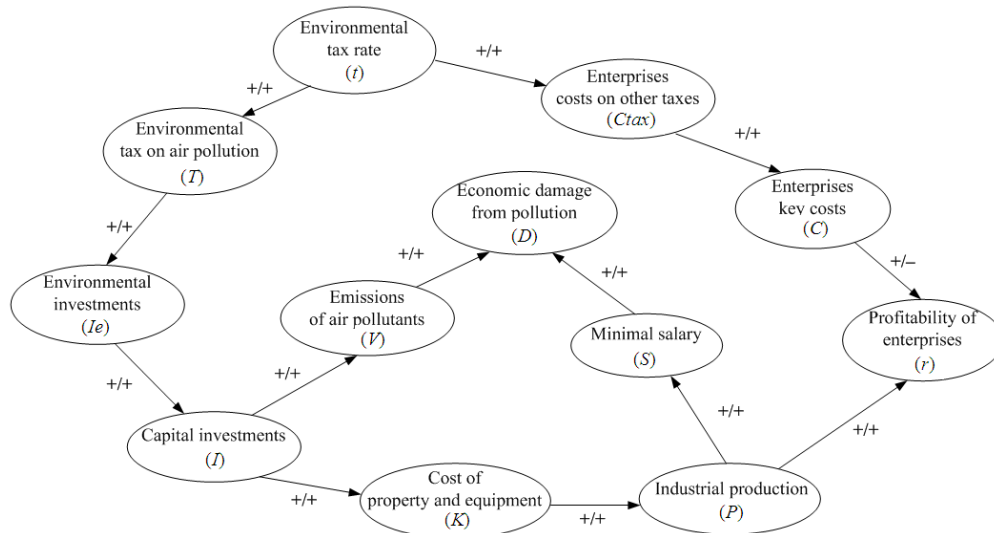 Environmental
tax rate
(t)
+/+
+/+
Enterprises
costs on other taxes
(Ctax)
Environmental
tax on air pollution
(T)
+/+
Enterprises
kev costs
(C)
Economic damage
from pollution
(D)
+/+
+/+
+/–
Environmental
investments
(Ie)
Emissions
of air pollutants
(V)
+/+
Minimal salary
(S)
Profitability of
enterprises
(r)
+/+
+/+
+/+
+/+
Capital investments
(I)
+/+
Cost of
property and equipment
(K)
+/+
Industrial production
(P)